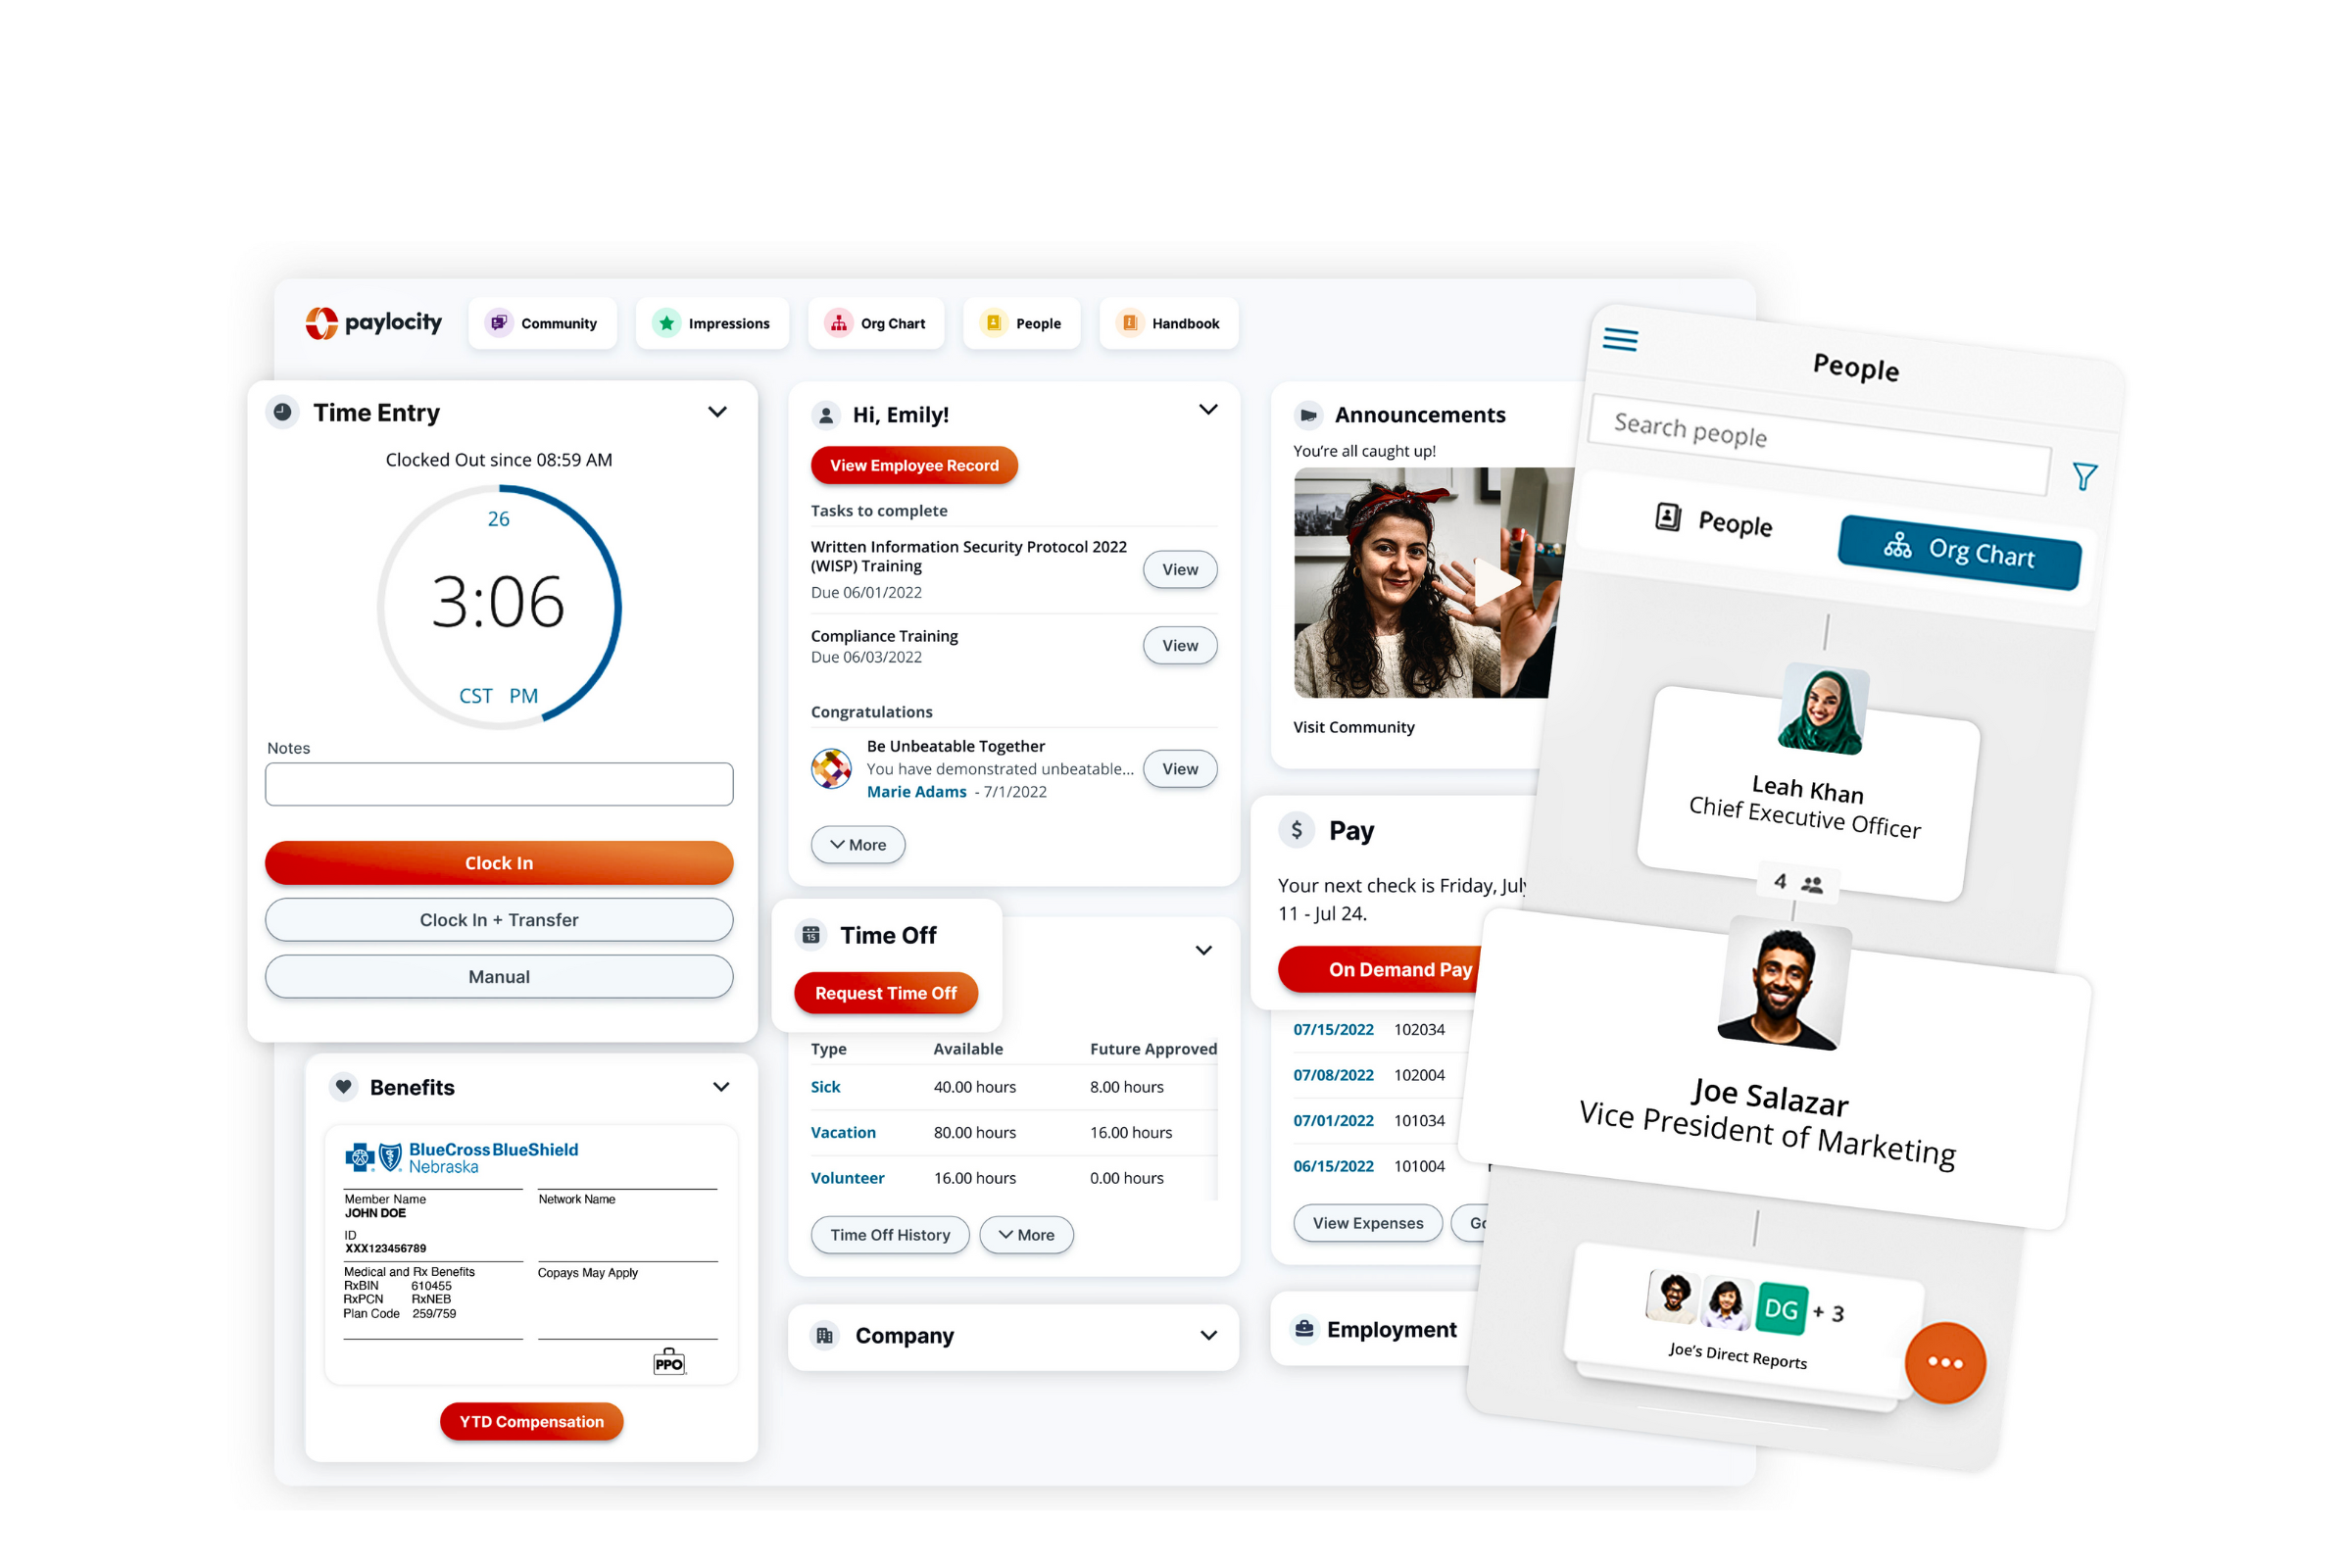 paylocity
Community
Impressions
Org Chart
People
Handbook
Time Entry
Clocked Out since 08:59 AM
26
3:06
CST PM
Notes
Clock In
Clock In + Transfer
Manual
Benefits
BlueCross BlueShield
Nebraska
Member Name
JOHN DOE
Network Name
ID
XXX123456789
Medical and Rx Benefits
RxBIN 610455
RxPCN RxNEB
Plan Code 259/759
Copays May Apply
PPO
YTD Compensation
Hi, Emily!
View Employee Record
Tasks to complete
Written Information Security Protocol 2022
(WISP) Training
Due 06/01/2022
View
Compliance Training
Due 06/03/2022
View
Congratulations
Be Unbeatable Together
You have demonstrated unbeatable...
Marie Adams - 7/1/2022
View
More
15
Time Off
Request Time Off
Type Available Future Approved
Sick 40.00 hours 8.00 hours
Vacation 80.00 hours 16.00 hours
Volunteer 16.00 hours 0.00 hours
Time Off History
More
Company
Announcements
You're all caught up!
Visit Community
$
Pay
Your next check is Friday, July
11 - Jul 24.
On Demand Pay
07/15/2022 102034
07/08/2022 102004
07/01/2022 101034
06/15/2022 101004
View Expenses
Employment
People
Search people
People
Org Chart
Leah Khan
Chief Executive Officer
4
Joe Salazar
Vice President of Marketing
DG + 3
Joe's Direct Reports